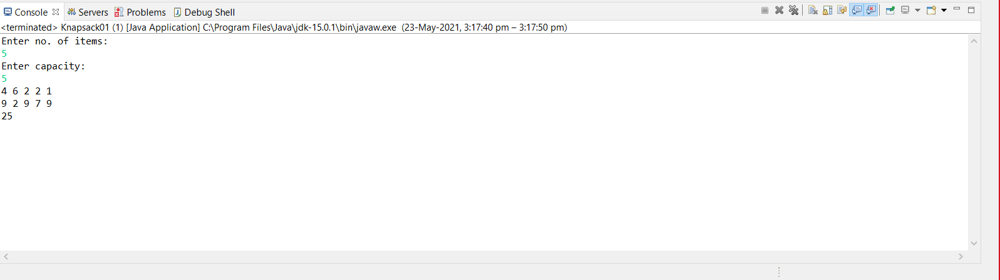 Console Servers Problems Debug Shell
<terminated> Knapsack01 (1) [Java Application] C:\Program Files\Java\jdk-15.0.1\bin\javaw.exe (23-May-2021, 3:17:40 pm – 3:17:50 pm)
Enter no. of items:
5
Enter capacity:
5
4 6 2 2 1
9 2 9 7 9
25